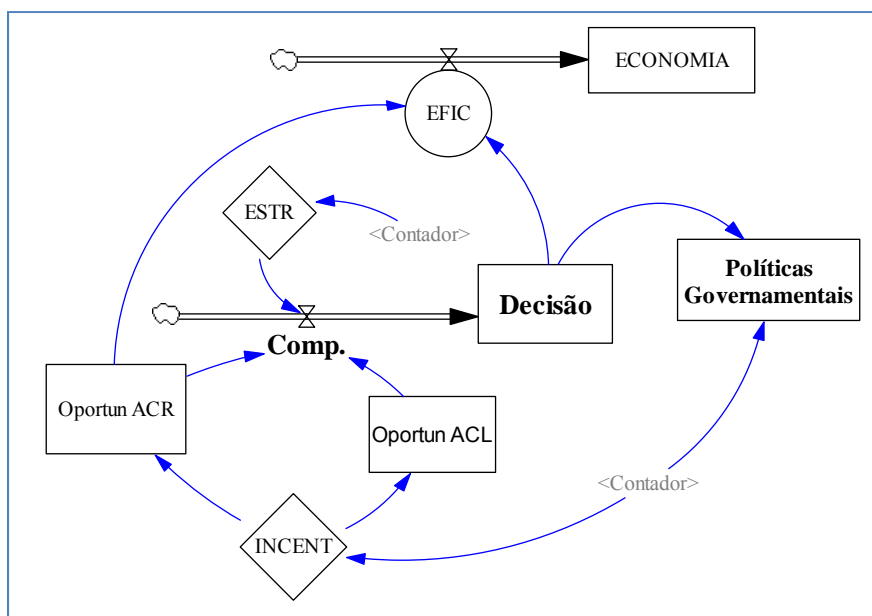 ECONOMIA
EFIC
ESTR
<Contador>
Políticas
Governamentais
Decisão
Comp.
Oportun ACR
Oportun ACL
<Contador>
INCENT